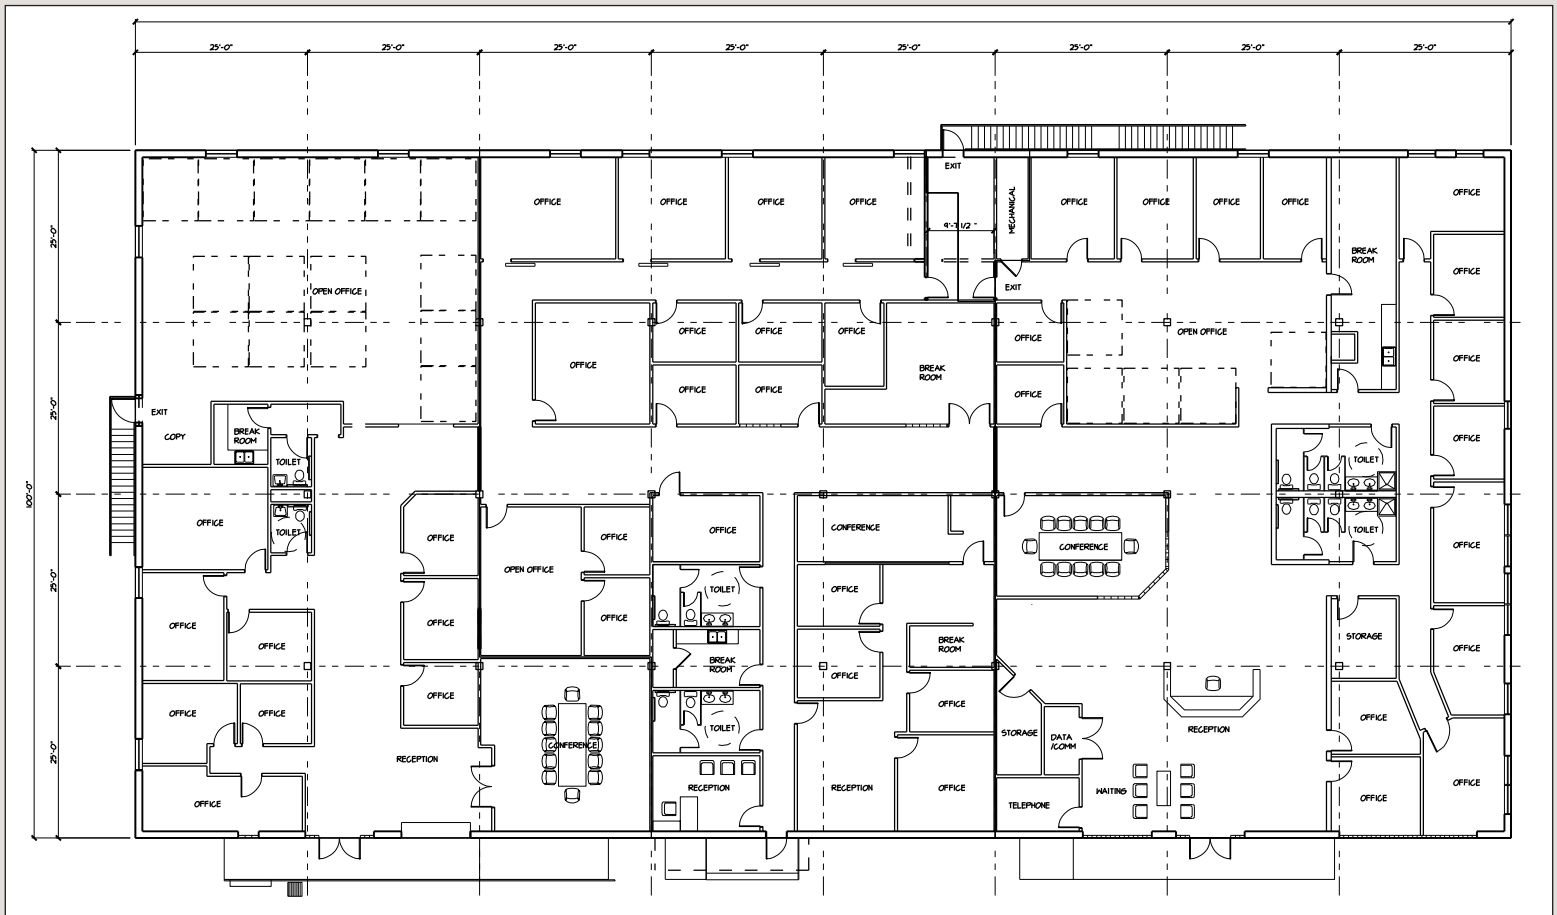 25'-0" 25'-0" 25'-0" 25'-0" 25'-0" 25'-0" 25'-0" 25'-0"
EXIT
OFFICE
OFFICE OFFICE OFFICE OFFICE MECHANICAL OFFICE OFFICE OFFICE OFFICE
9'-7 1/2"
25'-0"
BREAK
ROOM
OFFICE
EXIT
OPEN OFFICE
OFFICE OFFICE OFFICE OFFICE OPEN OFFICE
OFFICE
OFFICE
OFFICE
BREAK
ROOM
OFFICE OFFICE OFFICE
25'-0"
EXIT
COPY
BREAK
ROOM
OFFICE
TOILET
TOILET
100'-0"
OFFICE
TOILET
OFFICE
OFFICE
OFFICE
CONFERENCE
TOILET
OPEN OFFICE
CONFERENCE
OFFICE
25'-0"
TOILET
OFFICE
OFFICE
OFFICE
OFFICE
OFFICE
BREAK
ROOM
STORAGE
OFFICE
BREAK
ROOM
OFFICE
OFFICE
OFFICE
OFFICE OFFICE
OFFICE
OFFICE
TOILET
RECEPTION
25'-0"
CONFERENCE
STORAGE
DATA
/COMM
RECEPTION
RECEPTION
RECEPTION
OFFICE
WAITING
OFFICE
OFFICE
OFFICE
TELEPHONE